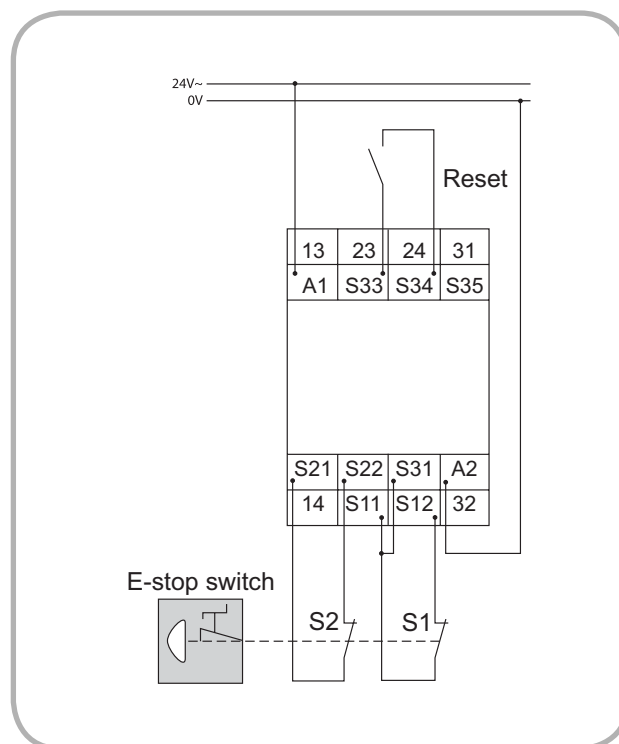 24V~
0V
Reset
13 23 24 31
A1 S33 S34 S35
S21 S22 S31 A2
14 S11 S12 32
E-stop switch
S2 S1